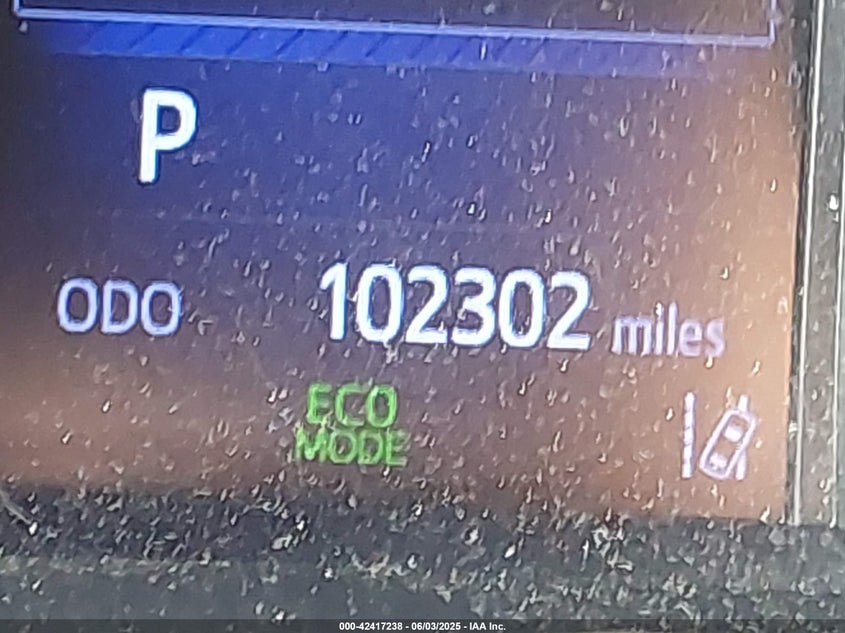 P
ODO 102302 miles
ECO
MODE
000-42417238 - 06/03/2025 - IAA Inc.